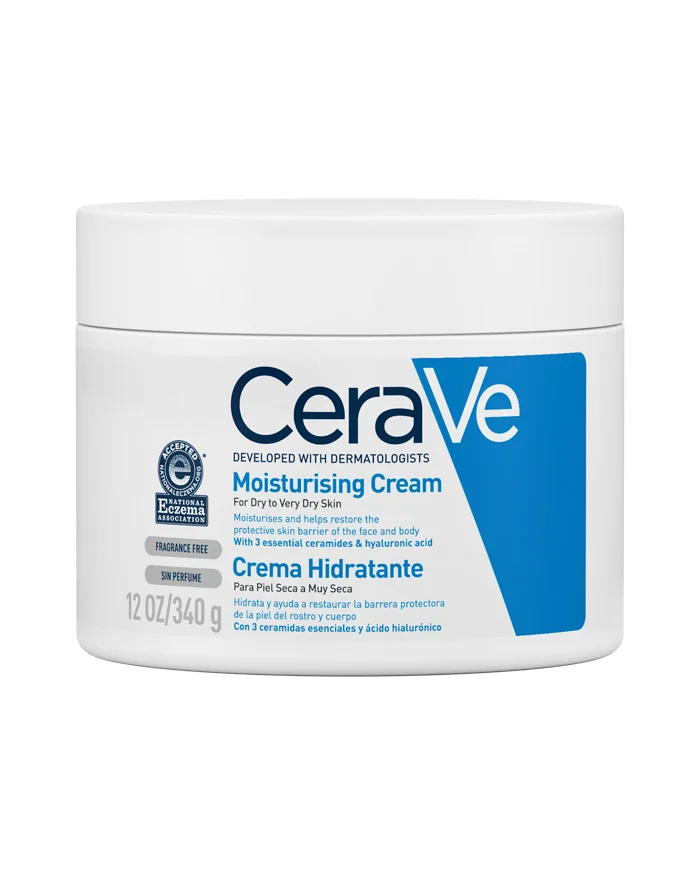 CeraVe
DEVELOPED WITH DERMATOLOGISTS
Moisturising Cream
For Dry to Very Dry Skin
Moisturises and helps restore the
protective skin barrier of the face and body
With 3 essential ceramides & hyaluronic acid
Crema Hidratante
Para Piel Seca a Muy Seca
Hidrata y ayuda a restaurar la barrera protectora
de la piel del rostro y cuerpo
Con 3 ceramidas esenciales y ácido hialurónico
ACCEPTED
NATIONALECZEMA.ORG
e
NATIONAL
Eczema
ASSOCIATION
*
FRAGRANCE FREE
SIN PERFUME
12 OZ/340 g